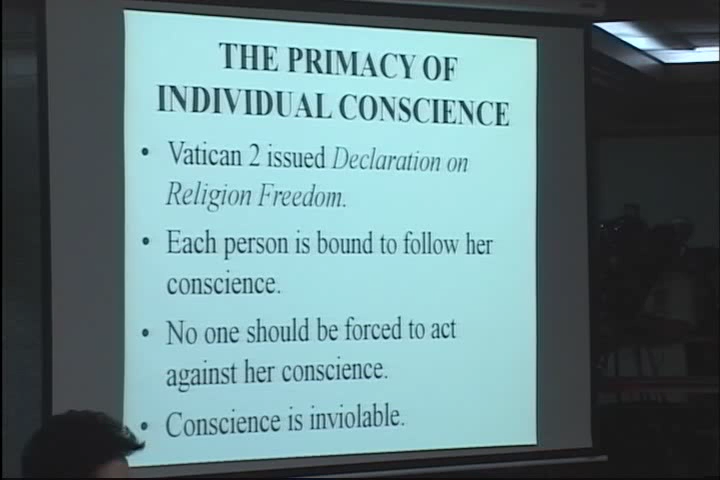 THE PRIMACY OF
INDIVIDUAL CONSCIENCE
• Vatican 2 issued Declaration on
Religion Freedom.
• Each person is bound to follow her
conscience.
• No one should be forced to act
against her conscience.
• Conscience is inviolable.